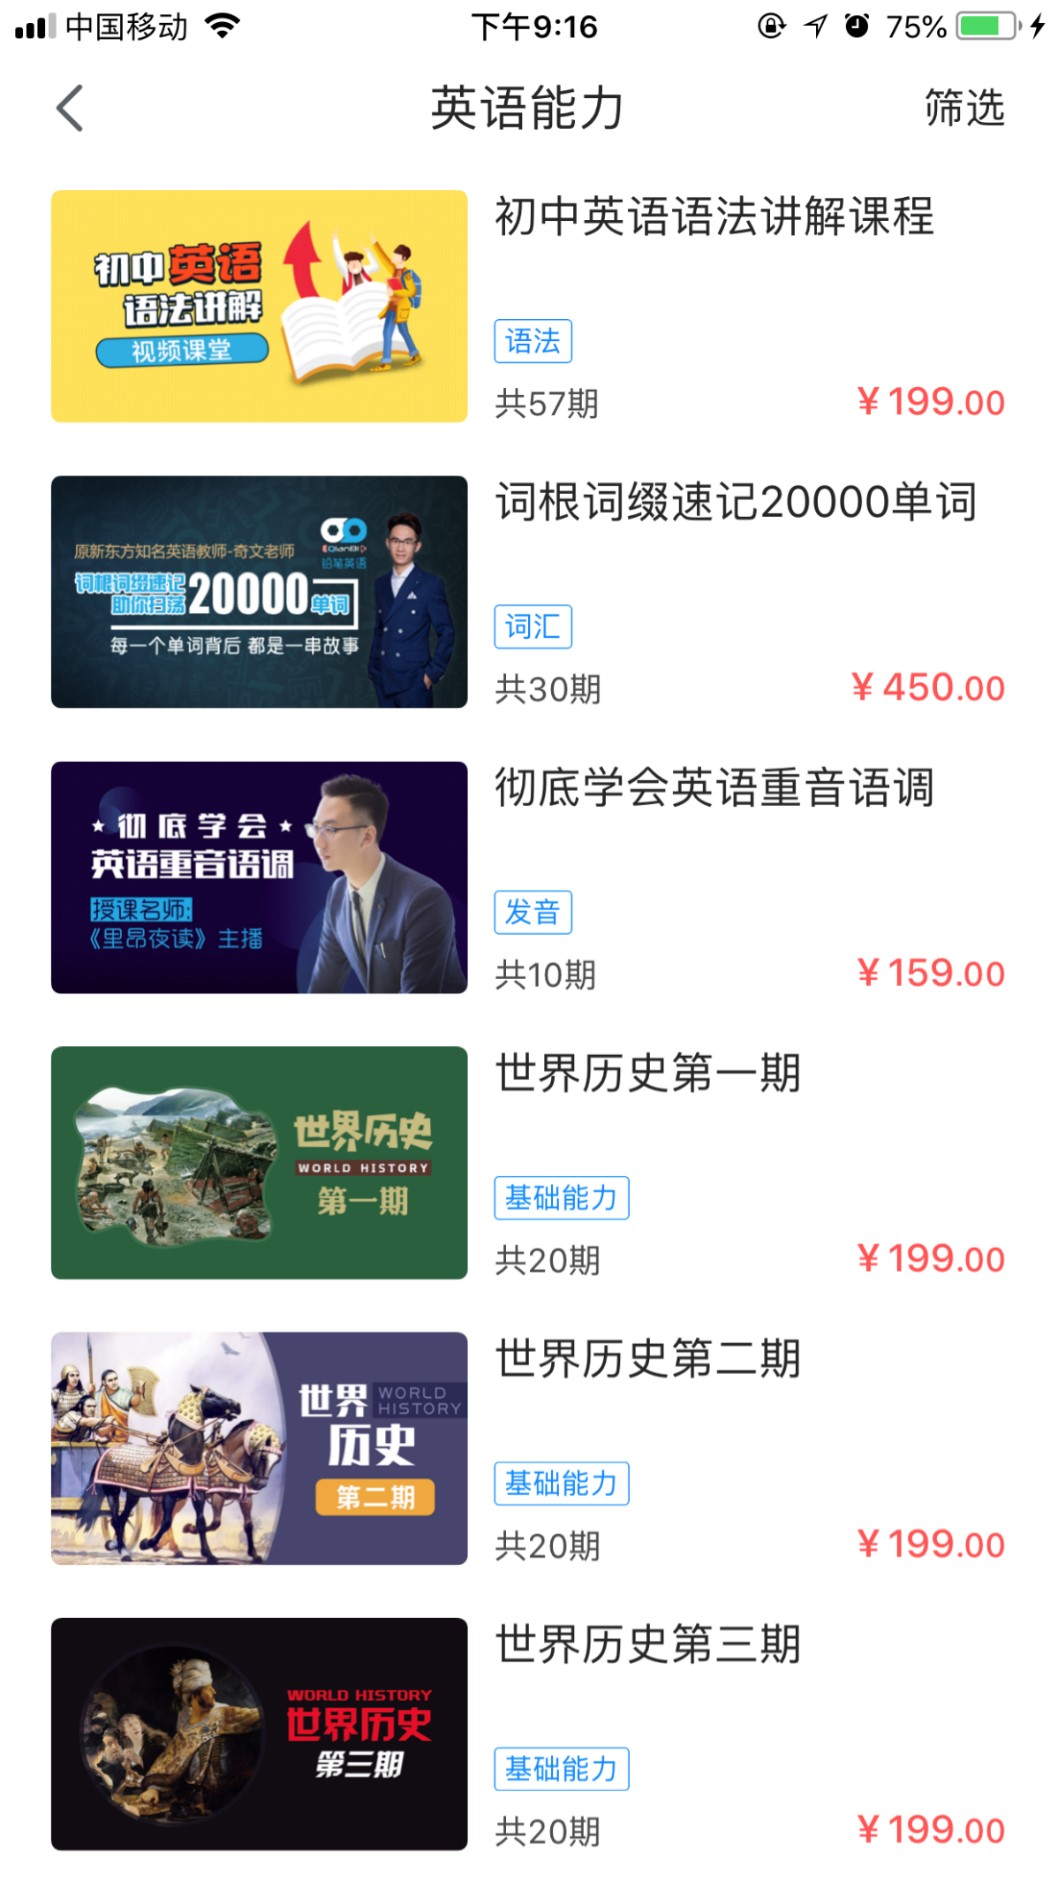 中国移动 下午9:16 75%
英语能力 筛选
初中英语
语法讲解
视频课堂
初中英语语法讲解课程
语法
共57期 ¥199.00
原新东方知名英语教师-奇文老师
QianBi
铅笔英语
词根词缀速记
助你扫荡 20000 单词
每一个单词背后 都是一串故事
词根词缀速记20000单词
词汇
共30期 ¥450.00
彻底学会
英语重音语调
授课名师:
《里昂夜读》主播
彻底学会英语重音语调
发音
共10期 ¥159.00
世界历史
WORLD HISTORY
第一期
世界历史第一期
基础能力
共20期 ¥199.00
世界 WORLD
HISTORY
历史
第二期
世界历史第二期
基础能力
共20期 ¥199.00
WORLD HISTORY
世界历史
第三期
世界历史第三期
基础能力
共20期 ¥199.00